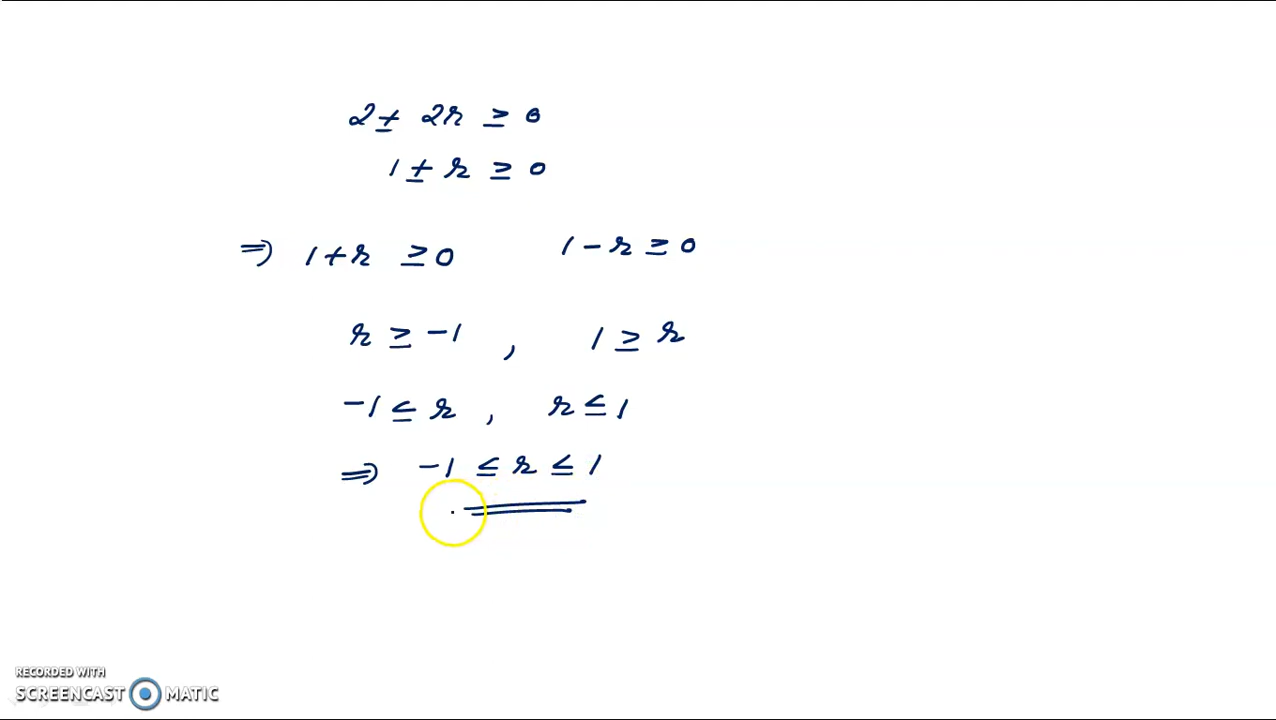 2 ± 2r ≥ 0
1 ± r ≥ 0
⇒ 1+r ≥ 0 1 - r ≥ 0
r ≥ -1 , 1 ≥ r
-1 ≤ r , r ≤ 1
⇒ -1 ≤ r ≤ 1
RECORDED WITH
SCREENCAST MATIC